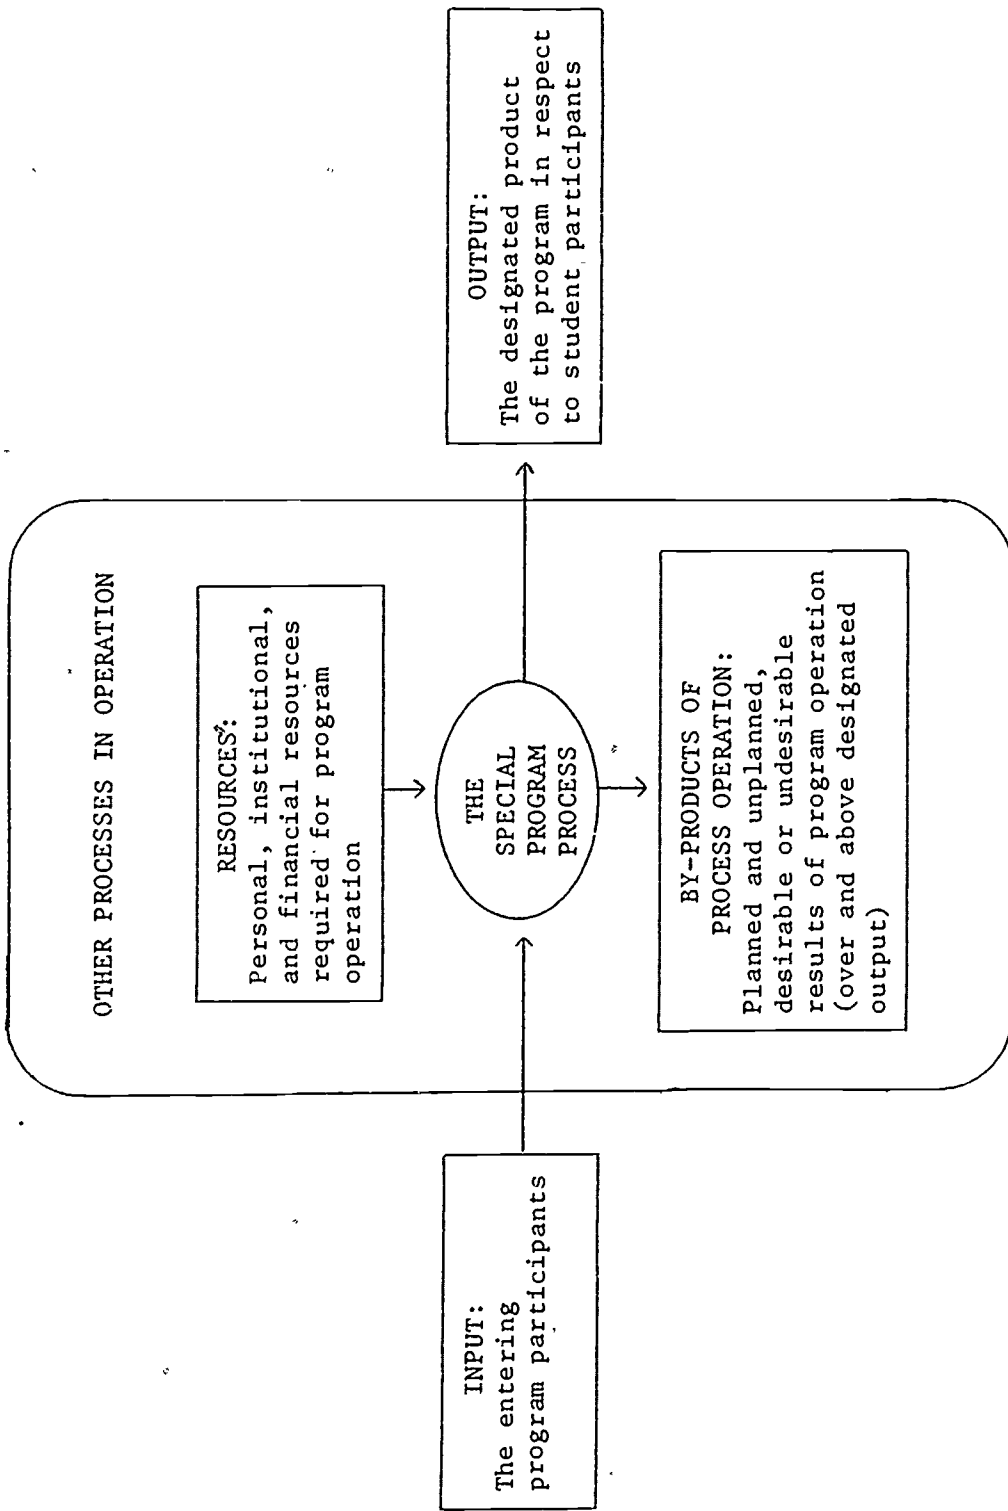 OTHER PROCESSES IN OPERATION
INPUT:
The entering
program participants
RESOURCES:
Personal, institutional,
and financial resources
required for program
operation
THE
SPECIAL
PROGRAM
PROCESS
BY-PRODUCTS OF
PROCESS OPERATION:
Planned and unplanned,
desirable or undesirable
results of program operation
(over and above designated
output)
OUTPUT:
The designated product
of the program in respect
to student participants